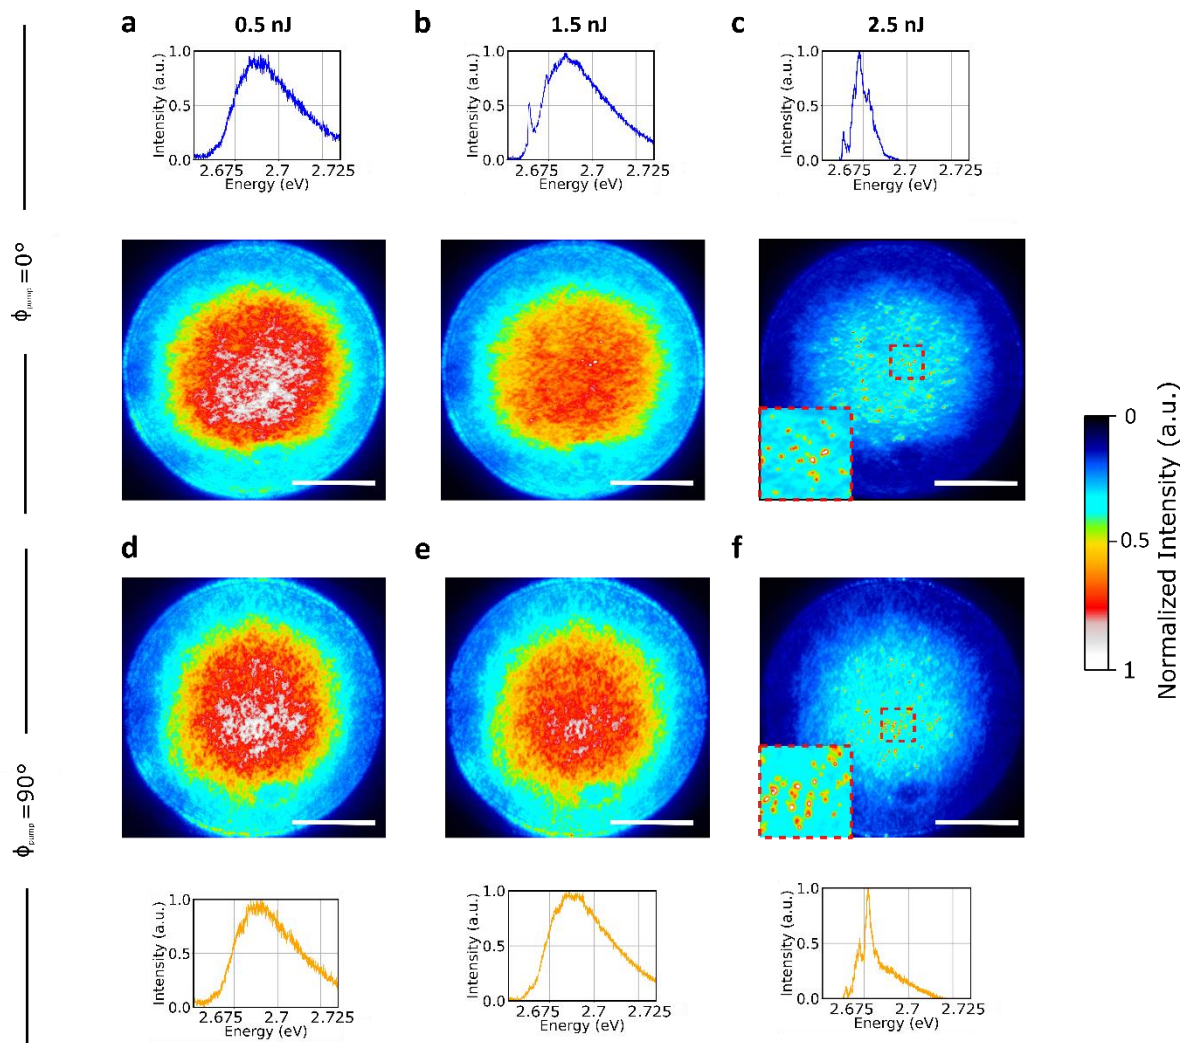 a 0.5 nJ b 1.5 nJ c 2.5 nJ
Intensity (a.u.) 1.0 0.5 0.0 2.675 2.7 2.725 Energy (eV)
Intensity (a.u.) 1.0 0.5 0.0 2.675 2.7 2.725 Energy (eV)
Intensity (a.u.) 1.0 0.5 0.0 2.675 2.7 2.725 Energy (eV)
ϕpump=0°
d e f
ϕpump=90°
0
0.5
1
Normalized Intensity (a.u.)
Intensity (a.u.) 1.0 0.5 0.0 2.675 2.7 2.725 Energy (eV)
Intensity (a.u.) 1.0 0.5 0.0 2.675 2.7 2.725 Energy (eV)
Intensity (a.u.) 1.0 0.5 0.0 2.675 2.7 2.725 Energy (eV)